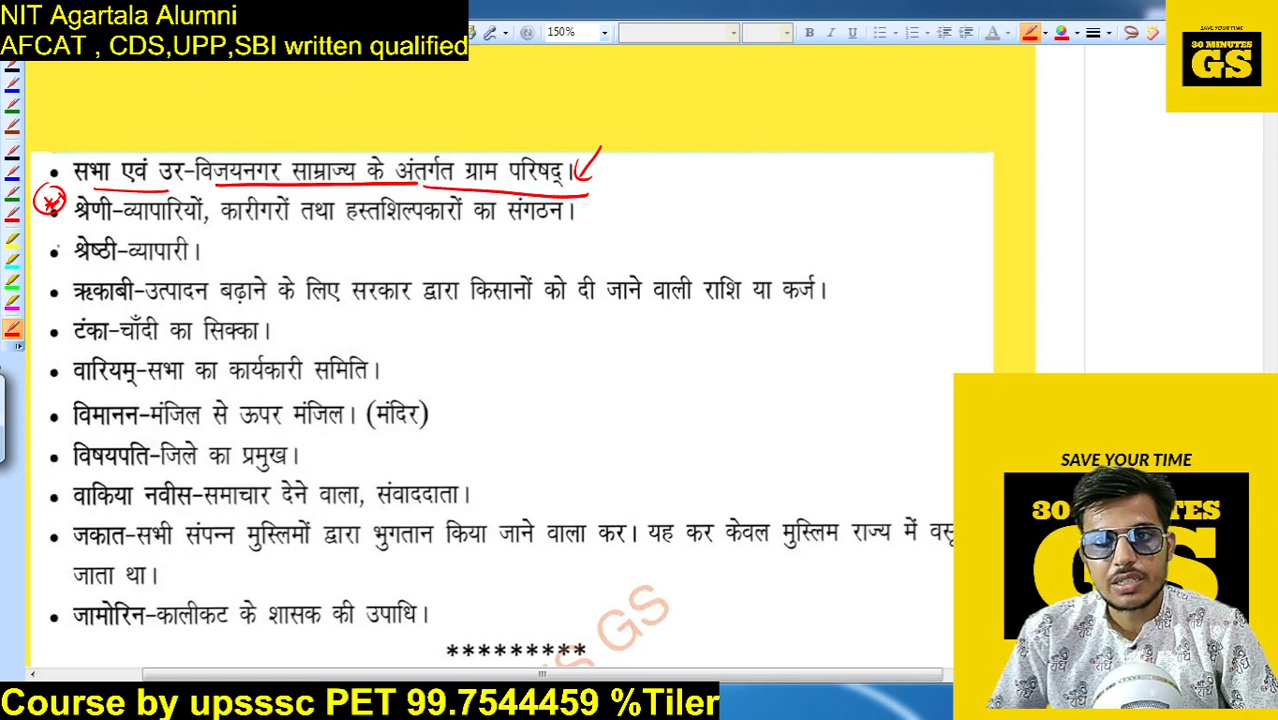 NIT Agartala Alumni
AFCAT , CDS,UPP,SBI written qualified
150%
B I U
SAVE YOUR TIME
30 MINUTES
GS
• सभा एवं उर-विजयनगर साम्राज्य के अंतर्गत ग्राम परिषद्।
• श्रेणी-व्यापारियों, कारीगरों तथा हस्तशिल्पकारों का संगठन।
• श्रेष्ठी-व्यापारी।
• ऋकाबी-उत्पादन बढ़ाने के लिए सरकार द्वारा किसानों को दी जाने वाली राशि या कर्ज।
• टंका-चाँदी का सिक्का।
• वारियम्-सभा का कार्यकारी समिति।
• विमानन-मंजिल से ऊपर मंजिल। (मंदिर)
• विषयपति-जिले का प्रमुख।
• वाकिया नवीस-समाचार देने वाला, संवाददाता।
• जकात-सभी संपन्न मुस्लिमों द्वारा भुगतान किया जाने वाला कर। यह कर केवल मुस्लिम राज्य में
जाता था।
• जामोरिन-कालीकट के शासक की उपाधि।
*********
GS
SAVE YOUR TIME
30
GS
Course by upsssc PET 99.7544459 %Tiler